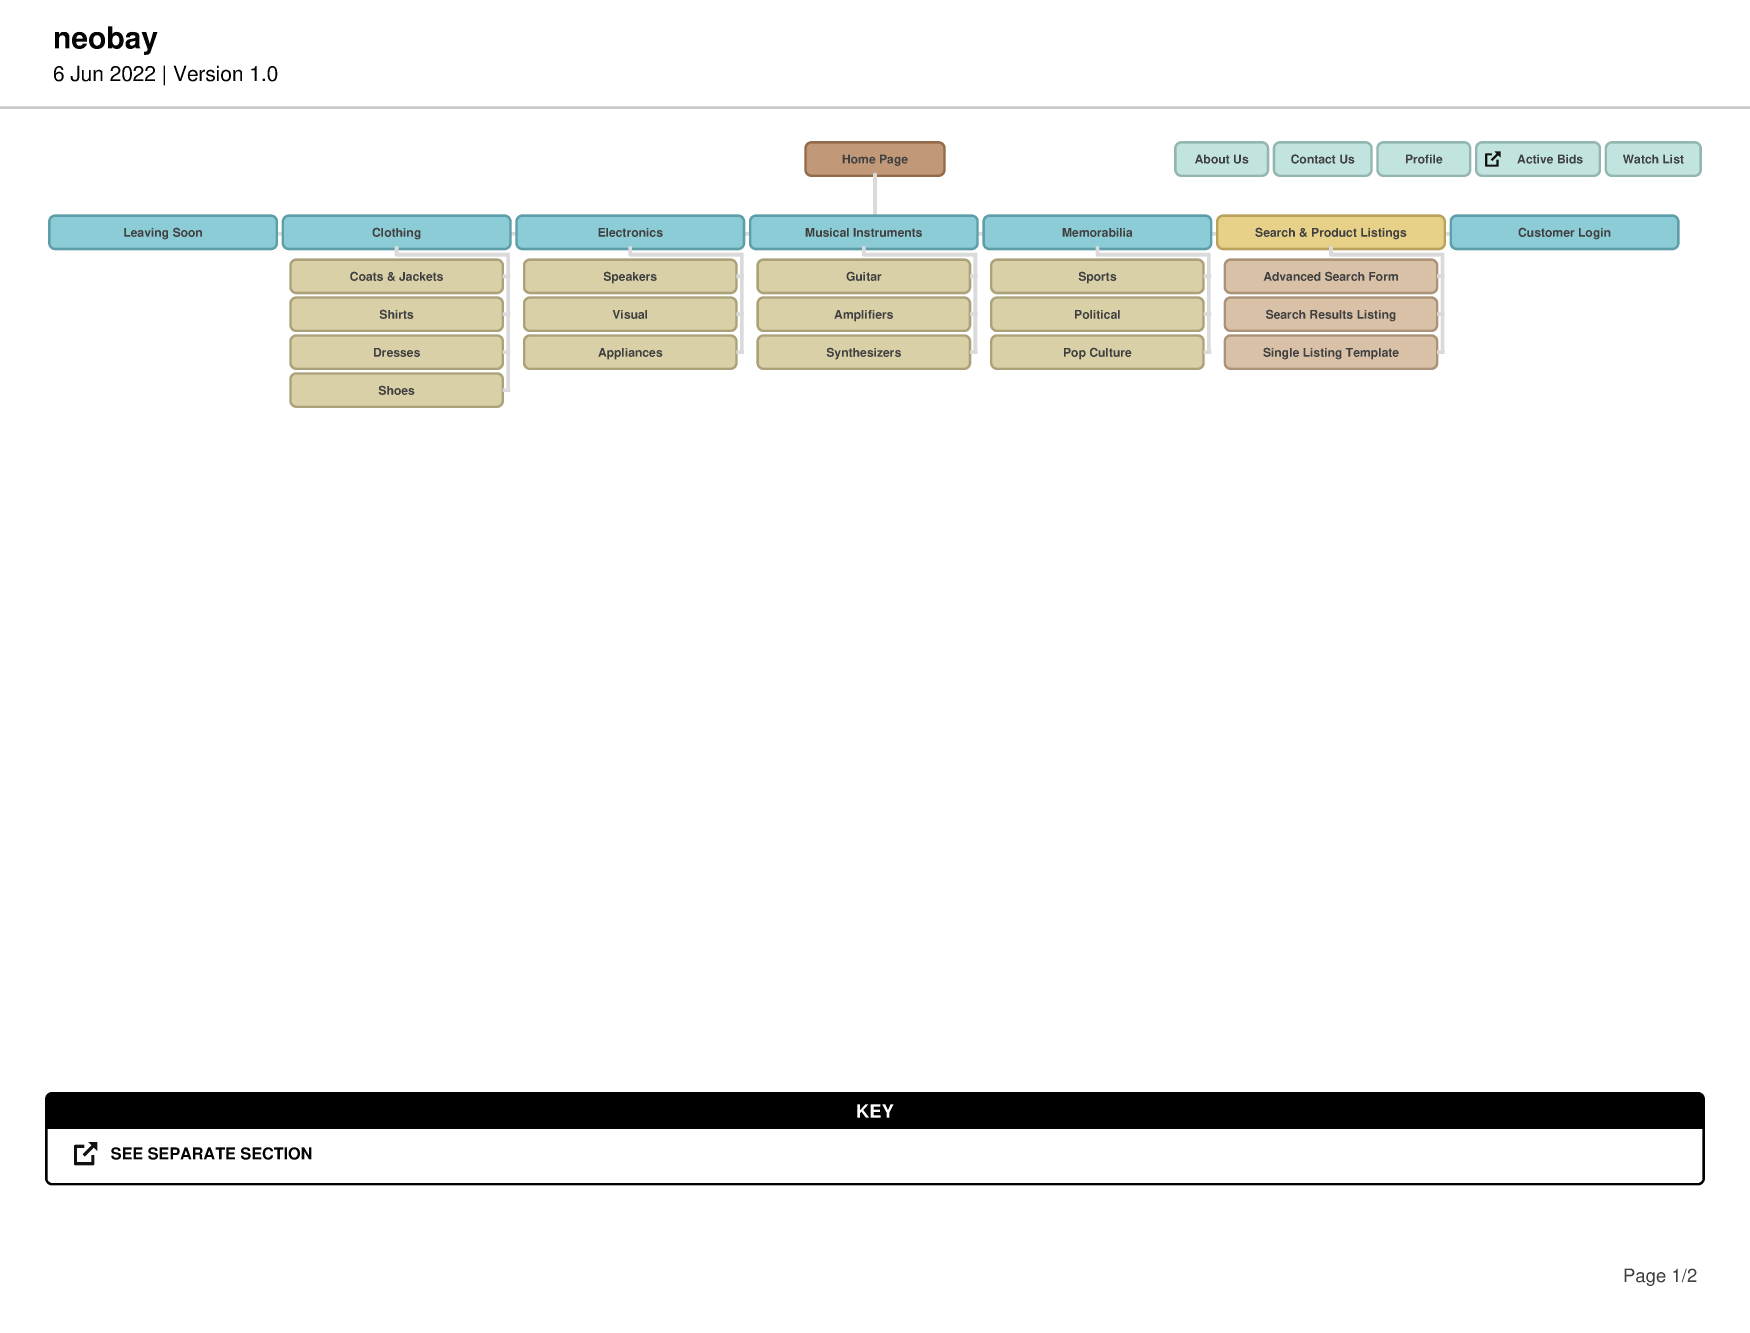 neobay
6 Jun 2022 | Version 1.0
Home Page
About Us
Contact Us
Profile
Active Bids
Watch List
Leaving Soon
Clothing
Electronics
Musical Instruments
Memorabilia
Search & Product Listings
Customer Login
Coats & Jackets
Shirts
Dresses
Shoes
Speakers
Visual
Appliances
Guitar
Amplifiers
Synthesizers
Sports
Political
Pop Culture
Advanced Search Form
Search Results Listing
Single Listing Template
KEY
SEE SEPARATE SECTION
Page 1/2